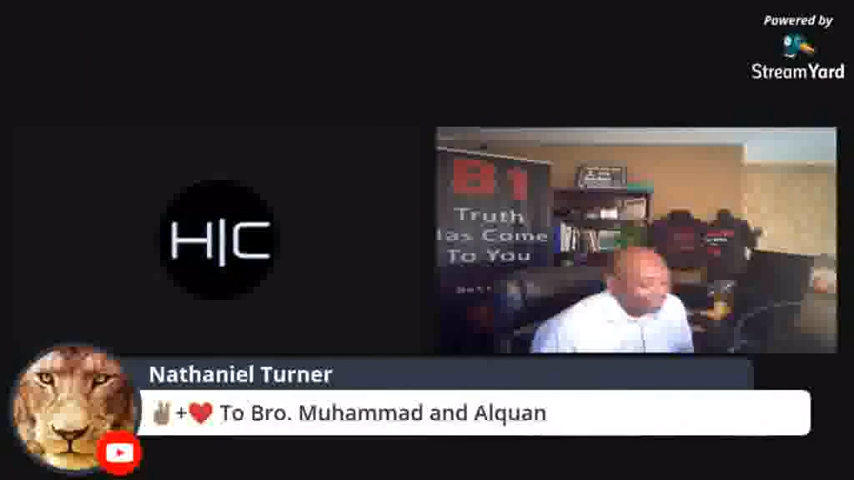 Powered by
StreamYard
H|C
B1
Truth
Has Come
To You
Nathaniel Turner
✌🏽+❤️ To Bro. Muhammad and Alquan